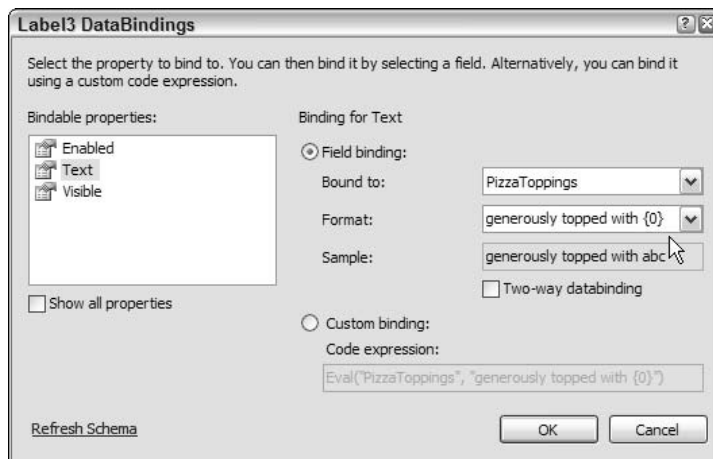 Label3 DataBindings
Select the property to bind to. You can then bind it by selecting a field. Alternatively, you can bind it
using a custom code expression.
Bindable properties:
Enabled
Text
Visible
Show all properties
Binding for Text
Field binding:
Bound to:
PizzaToppings
Format:
generously topped with {0}
Sample:
generously topped with abc
Two-way databinding
Custom binding:
Code expression:
Eval("PizzaToppings", "generously topped with {0}")
Refresh Schema
OK
Cancel